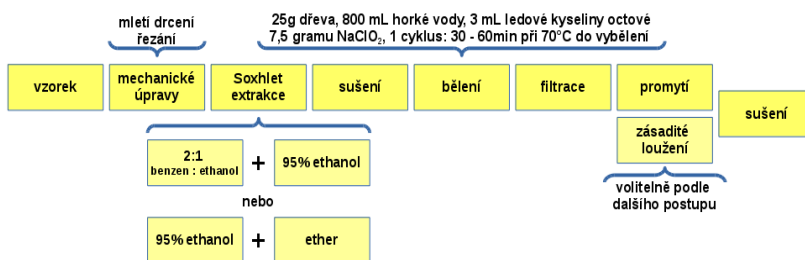 mletí drcení
řezání
25g dřeva, 800 mL horké vody, 3 mL ledové kyseliny octové
7,5 gramu NaClO₂, 1 cyklus: 30 - 60min při 70°C do vybělení
vzorek
mechanické
úpravy
Soxhlet
extrakce
sušení
bělení
filtrace
promytí
sušení
zásadité
loužení
volitelně podle
dalšího postupu
2:1
benzen : ethanol
+
95% ethanol
nebo
95% ethanol
+
ether